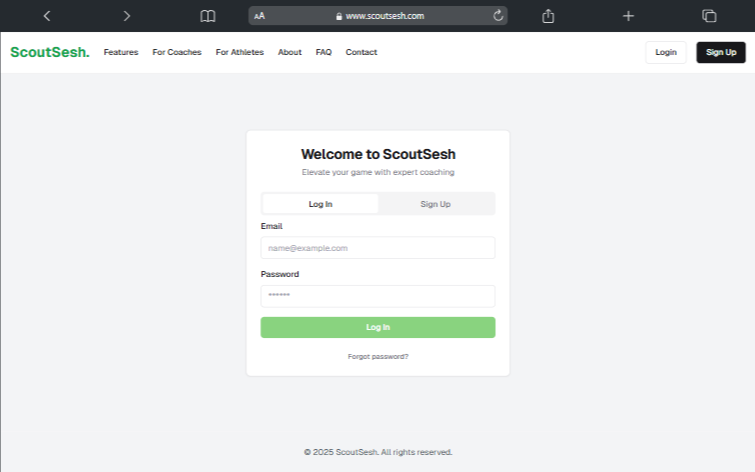 AA www.scoutsesh.com
ScoutSesh. Features For Coaches For Athletes About FAQ Contact Login Sign Up
Welcome to ScoutSesh
Elevate your game with expert coaching
Log In Sign Up
Email
name@example.com
Password
••••••
Log In
Forgot password?
© 2025 ScoutSesh. All rights reserved.